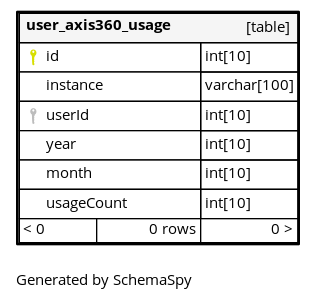 user_axis360_usage [table]
id int[10]
instance varchar[100]
userId int[10]
year int[10]
month int[10]
usageCount int[10]
< 0 0 rows 0 >
Generated by SchemaSpy